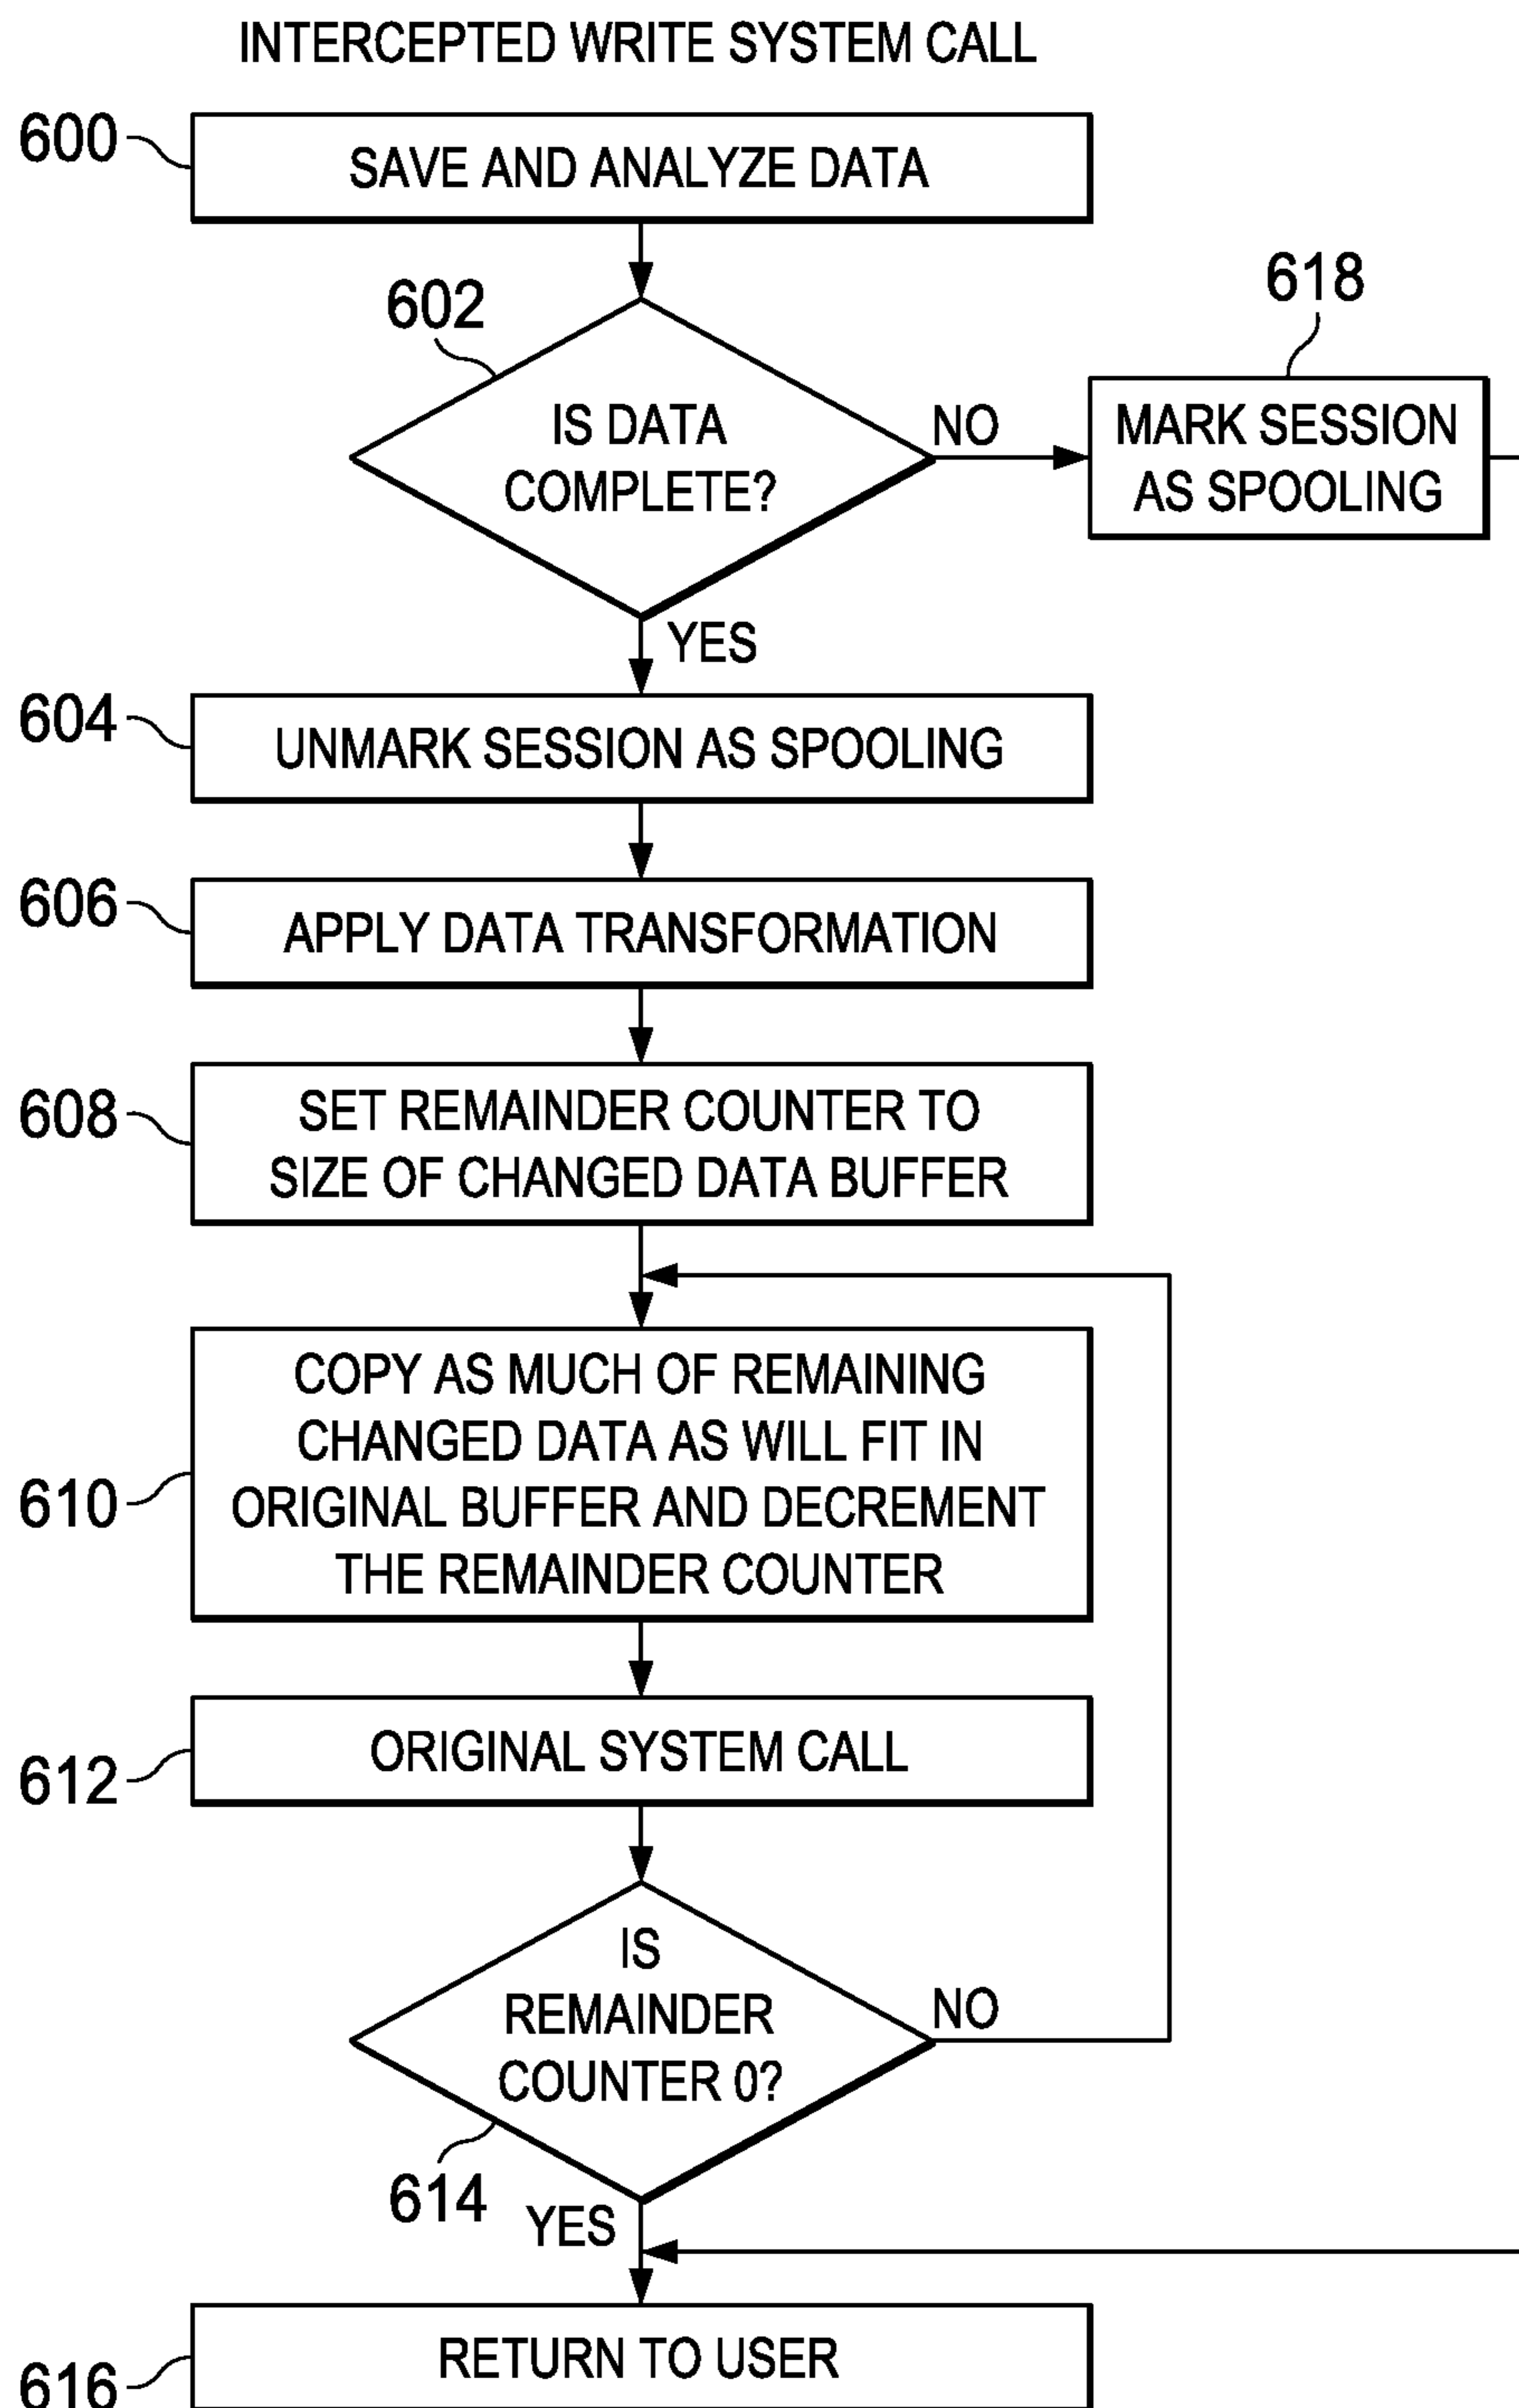 INTERCEPTED WRITE SYSTEM CALL
600
SAVE AND ANALYZE DATA
602
618
IS DATA
COMPLETE?
NO
MARK SESSION
AS SPOOLING
YES
604
UNMARK SESSION AS SPOOLING
606
APPLY DATA TRANSFORMATION
608
SET REMAINDER COUNTER TO
SIZE OF CHANGED DATA BUFFER
610
COPY AS MUCH OF REMAINING
CHANGED DATA AS WILL FIT IN
ORIGINAL BUFFER AND DECREMENT
THE REMAINDER COUNTER
612
ORIGINAL SYSTEM CALL
IS
REMAINDER
COUNTER 0?
NO
614
YES
616
RETURN TO USER